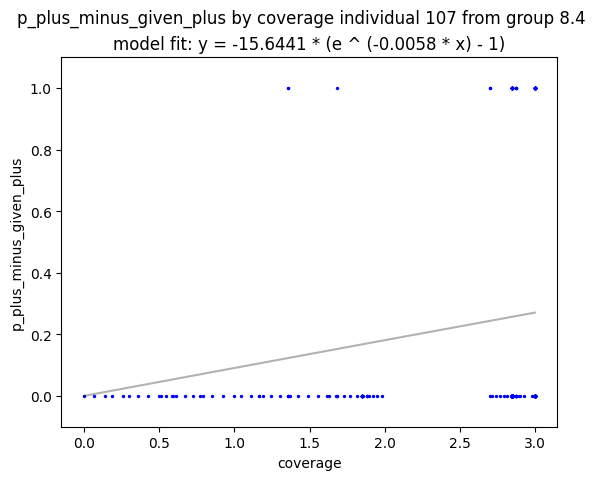 p_plus_minus_given_plus by coverage individual 107 from group 8.4
model fit: y = -15.6441 * (e ^ (-0.0058 * x) - 1)
1.0
0.8
0.6
0.4
0.2
0.0
p_plus_minus_given_plus
0.0 0.5 1.0 1.5 2.0 2.5 3.0
coverage